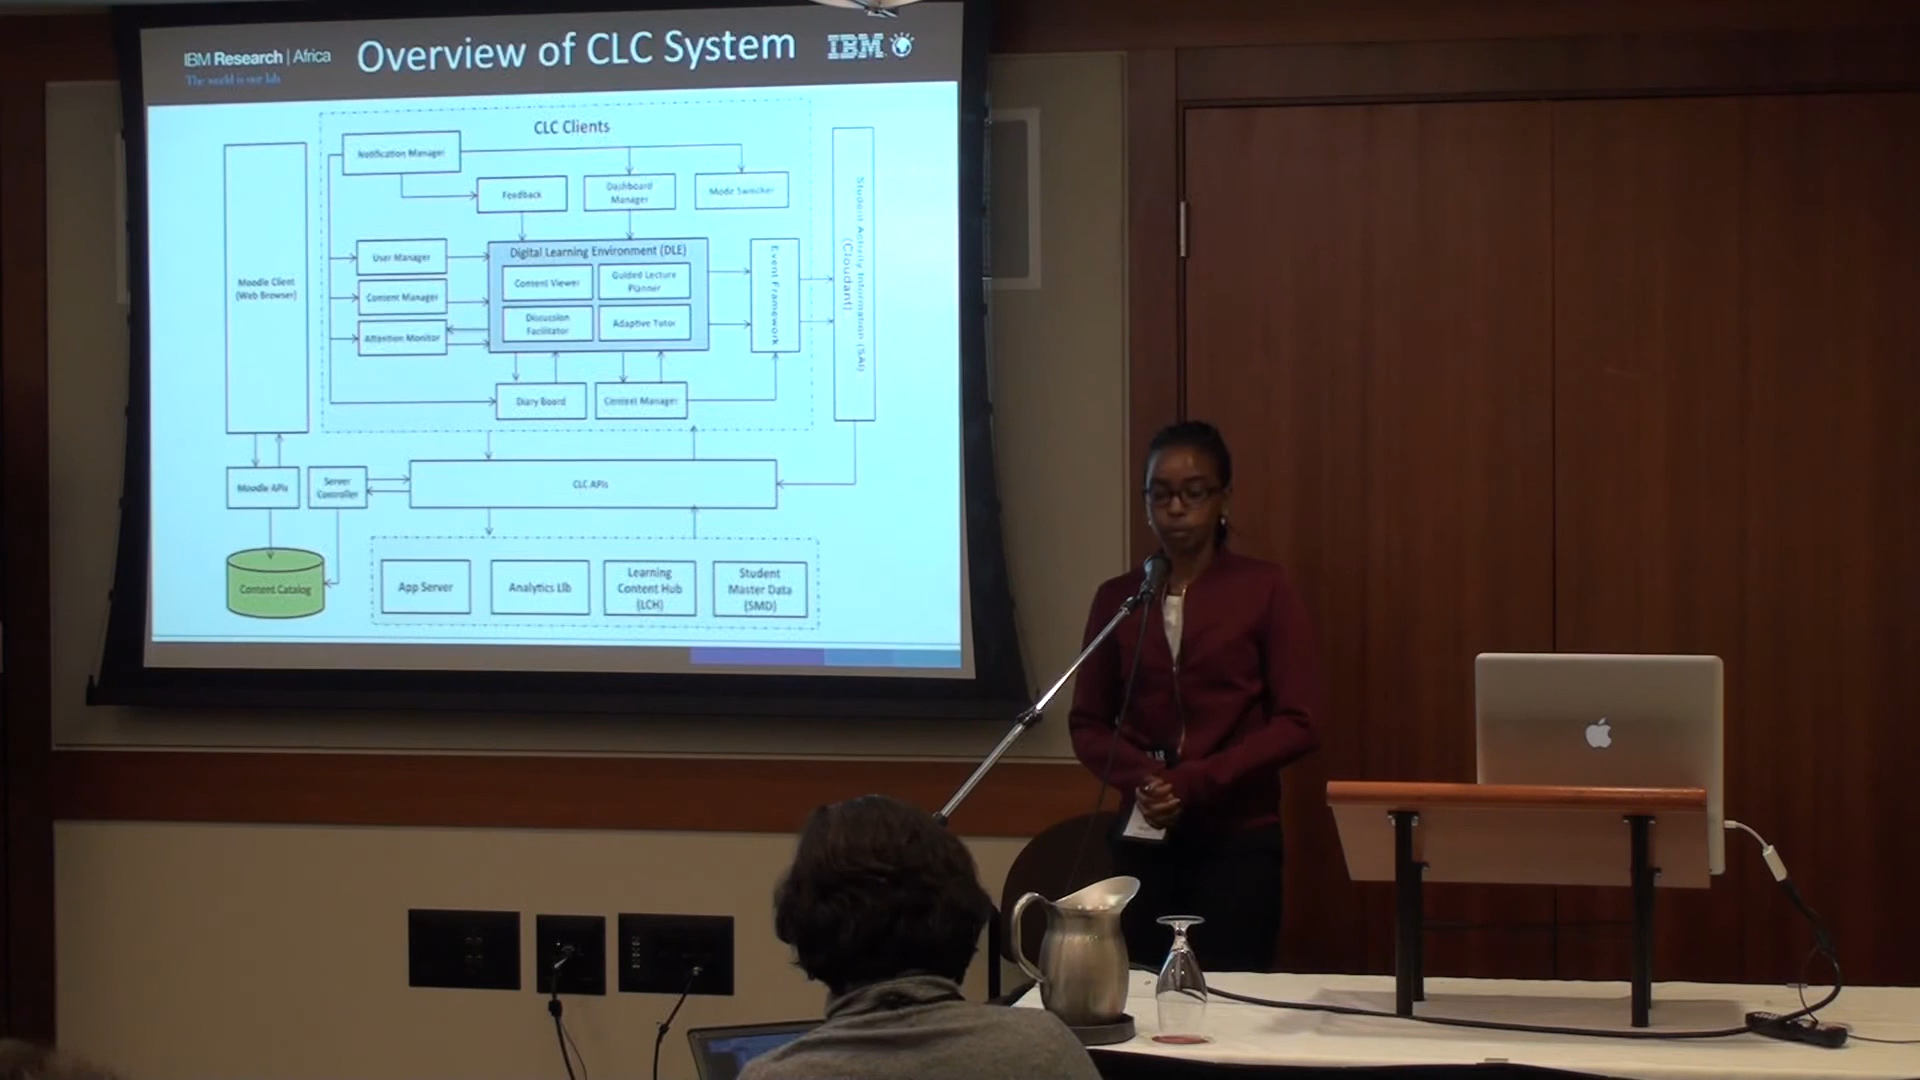 IBM Research | Africa
The world is our lab
Overview of CLC System
IBM
CLC Clients
Notification Manager
Feedback
Dashboard
Manager
Mode Switcher
User Manager
Content Manager
Attention Monitor
Digital Learning Environment (DLE)
Content Viewer
Guided Lecture
Planner
Discussion
Facilitator
Adaptive Tutor
Event Framework
Student Activity Information (SAI)
(Cloudant)
Moodle Client
(Web Browser)
Diary Board
Context Manager
Moodle APIs
Server
Controller
CLC APIs
Content Catalog
App Server
Analytics Lib
Learning
Content Hub
(LCH)
Student
Master Data
(SMD)